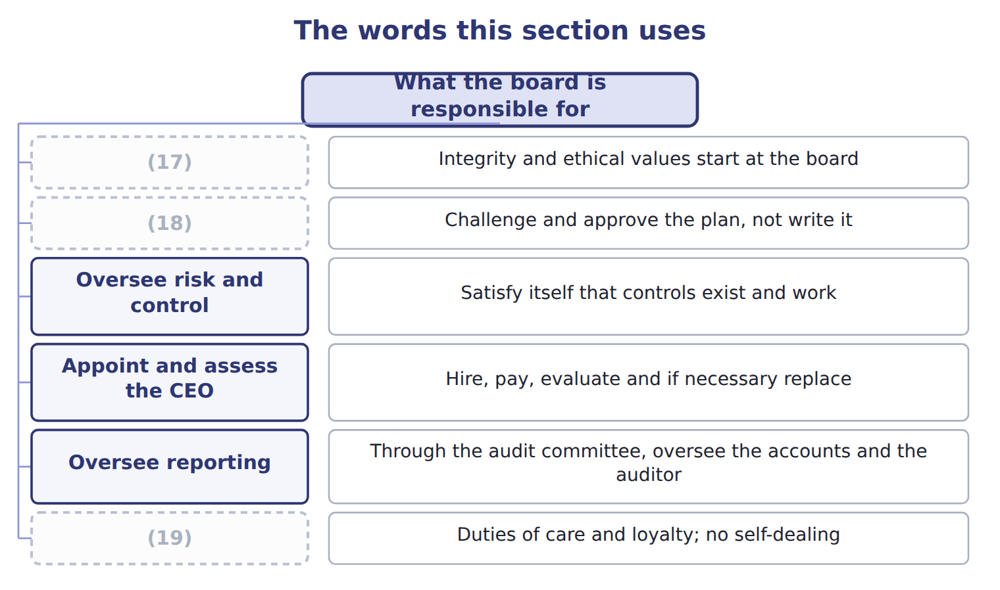 The words this section uses
What the board is
responsible for
(17)
Integrity and ethical values start at the board
(18)
Challenge and approve the plan, not write it
Oversee risk and
control
Satisfy itself that controls exist and work
Appoint and assess
the CEO
Hire, pay, evaluate and if necessary replace
Oversee reporting
Through the audit committee, oversee the accounts and the
auditor
(19)
Duties of care and loyalty; no self-dealing